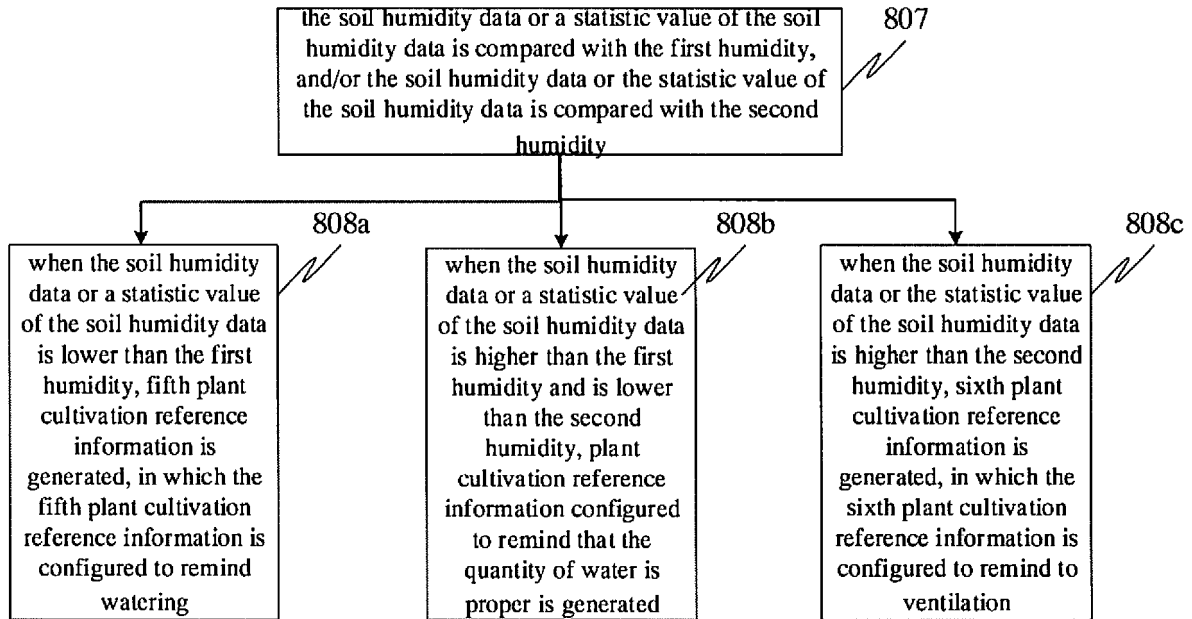 the soil humidity data or a statistic value of the soil
humidity data is compared with the first humidity,
and/or the soil humidity data or the statistic value of
the soil humidity data is compared with the second
humidity
807
808a
when the soil humidity
data or a statistic value
of the soil humidity data
is lower than the first
humidity, fifth plant
cultivation reference
information is
generated, in which the
fifth plant cultivation
reference information is
configured to remind
watering
808b
when the soil humidity
data or a statistic value
of the soil humidity data
is higher than the first
humidity and is lower
than the second
humidity, plant
cultivation reference
information configured
to remind that the
quantity of water is
proper is generated
808c
when the soil humidity
data or the statistic value
of the soil humidity data
is higher than the second
humidity, sixth plant
cultivation reference
information is
generated, in which the
sixth plant cultivation
reference information is
configured to remind to
ventilation